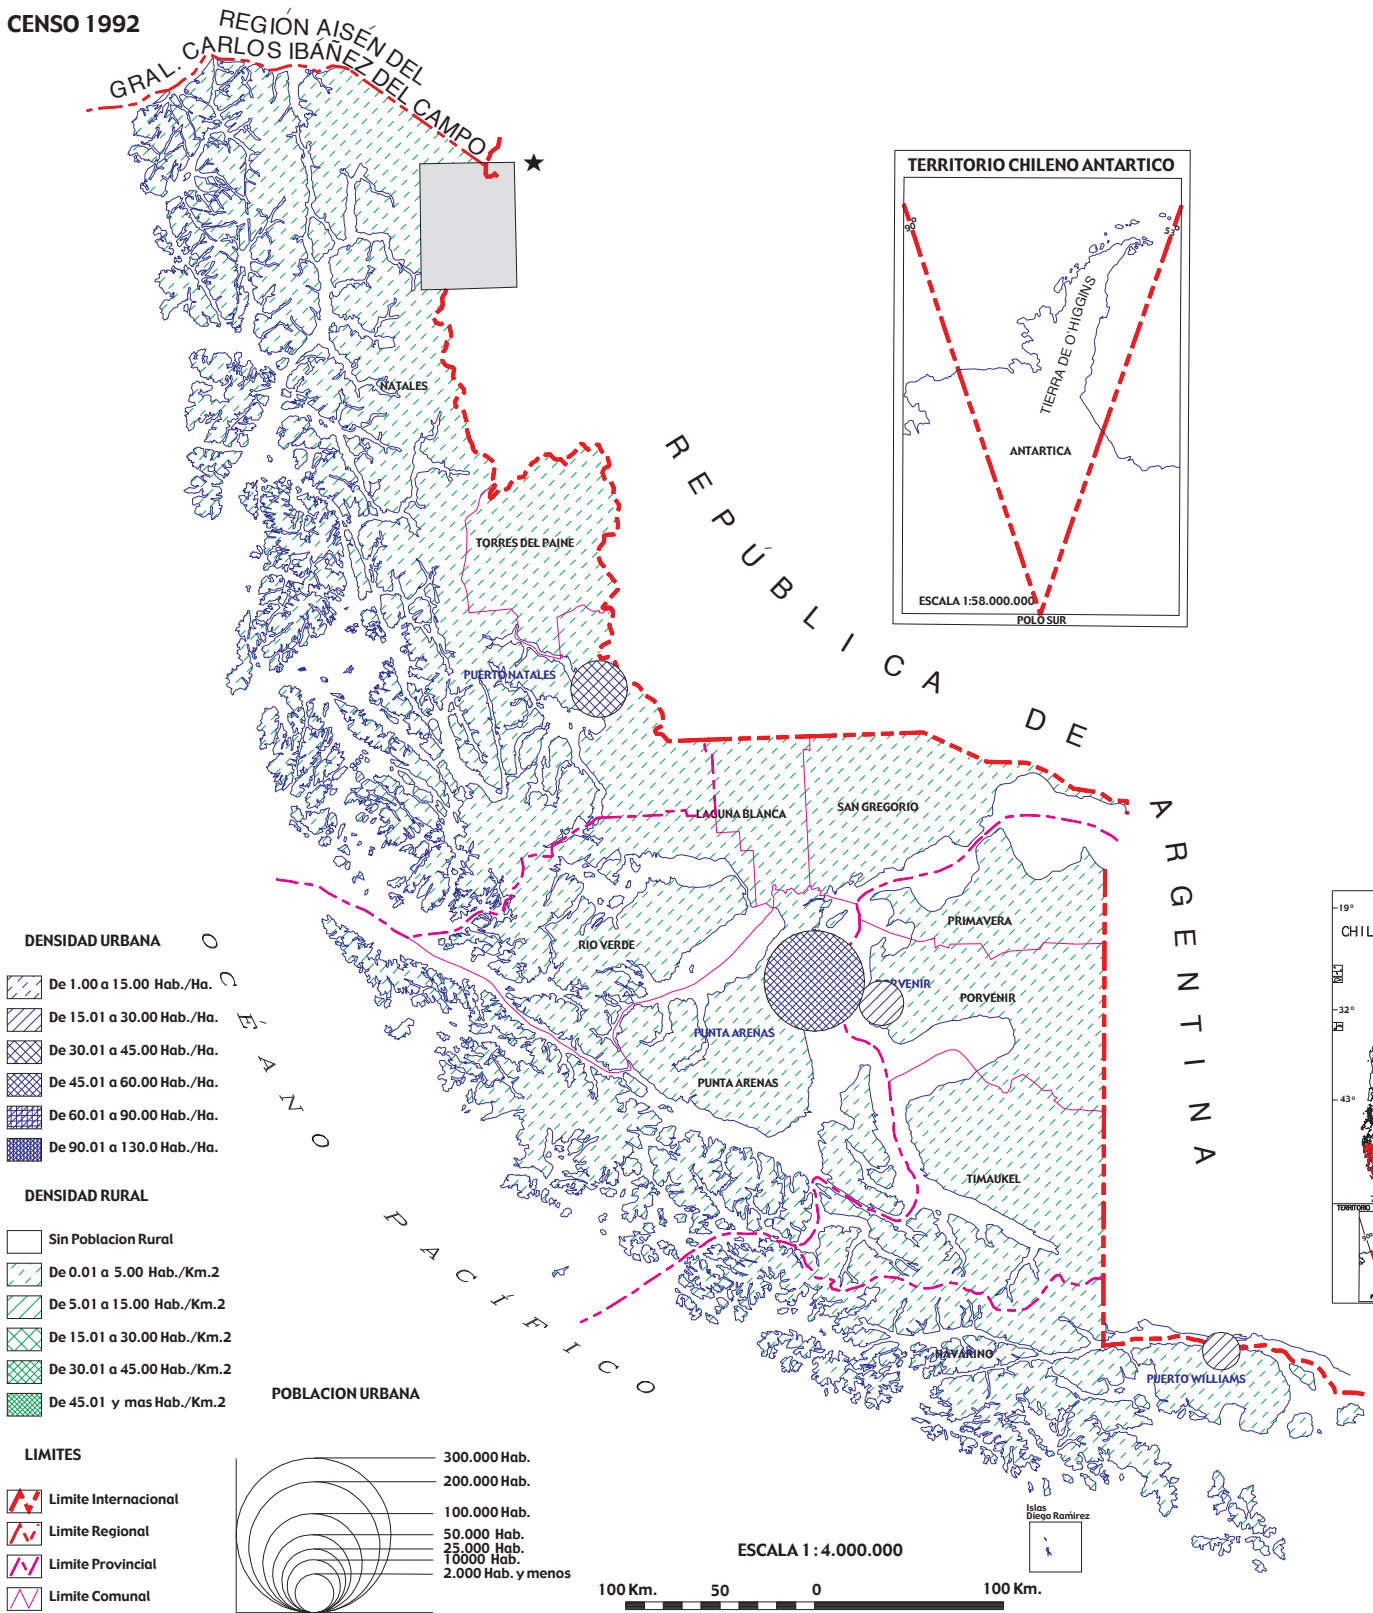 CENSO 1992
REGIÓN AISÉN DEL
GRAL. CARLOS IBÁÑEZ DEL CAMPO
TERRITORIO CHILENO ANTARTICO
90°
53°
TIERRA DE O'HIGGINS
ANTARTICA
ESCALA 1:58.000.000
POLO SUR
NATALES
REPÚBLICA DE ARGENTINA
TORRES DEL PAINE
PUERTO NATALES
LAGUNA BLANCA
SAN GREGORIO
PRIMAVERA
RIO VERDE
RVENIR
PORVENIR
PUNTA ARENAS
PUNTA ARENAS
TIMAUKEL
NAVARINO
PUERTO WILLIAMS
OCÉANO PACÍFICO
19°
CHIL
32°
43°
TERRITORIO
90°
DENSIDAD URBANA
De 1.00 a 15.00 Hab./Ha.
De 15.01 a 30.00 Hab./Ha.
De 30.01 a 45.00 Hab./Ha.
De 45.01 a 60.00 Hab./Ha.
De 60.01 a 90.00 Hab./Ha.
De 90.01 a 130.0 Hab./Ha.
DENSIDAD RURAL
Sin Poblacion Rural
De 0.01 a 5.00 Hab./Km.2
De 5.01 a 15.00 Hab./Km.2
De 15.01 a 30.00 Hab./Km.2
De 30.01 a 45.00 Hab./Km.2
De 45.01 y mas Hab./Km.2
LIMITES
Limite Internacional
Limite Regional
Limite Provincial
Limite Comunal
POBLACION URBANA
300.000 Hab.
200.000 Hab.
100.000 Hab.
50.000 Hab.
25.000 Hab.
10000 Hab.
2.000 Hab. y menos
Islas
Diego Ramírez
ESCALA 1 : 4.000.000
100 Km. 50 0 100 Km.